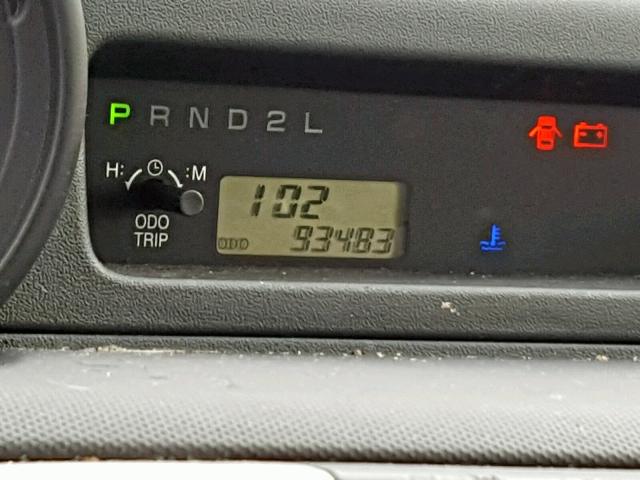 P R N D 2 L
H: :M
ODO
TRIP
102
ODO 93483